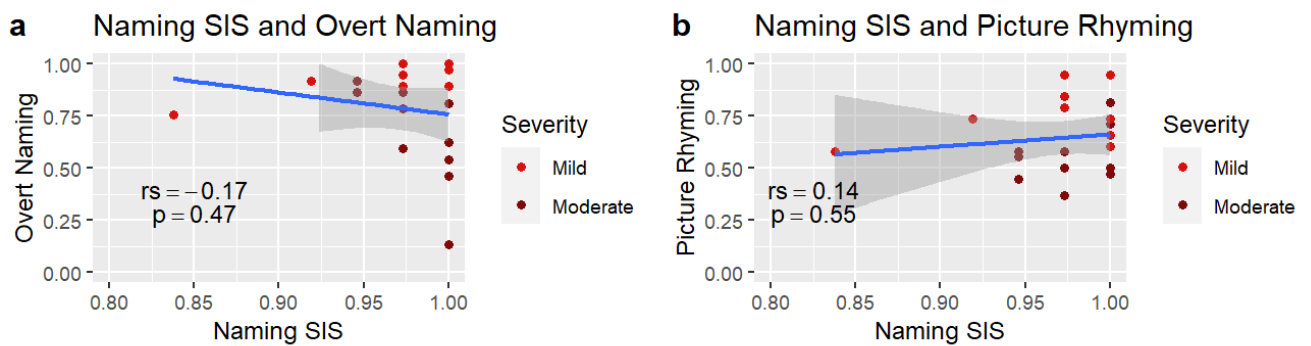 a
Naming SIS and Overt Naming
Overt Naming
1.00
0.75
0.50
0.25
0.00
rs = −0.17
p = 0.47
0.80
0.85
0.90
0.95
1.00
Naming SIS
Severity
Mild
Moderate
b
Naming SIS and Picture Rhyming
Picture Rhyming
1.00
0.75
0.50
0.25
0.00
rs = 0.14
p = 0.55
0.80
0.85
0.90
0.95
1.00
Naming SIS
Severity
Mild
Moderate